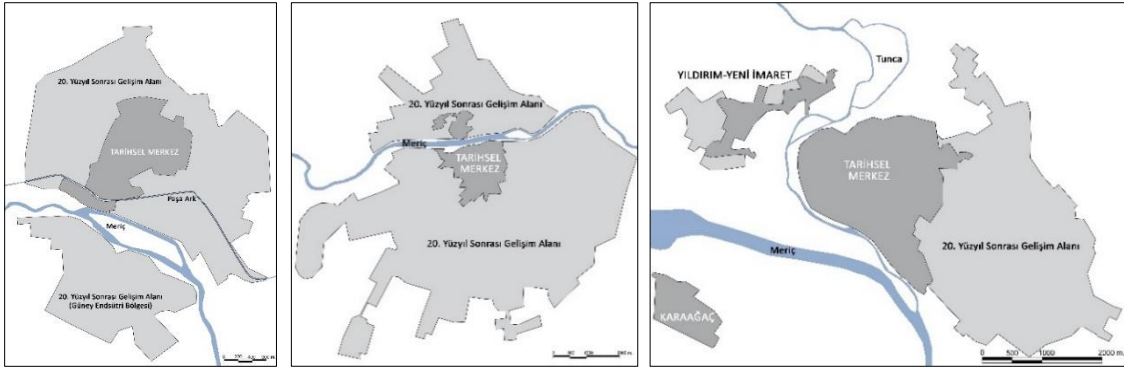 20. Yüzyıl Sonrası Gelişim Alanı
TARİHSEL MERKEZ
Paşa Ark
Meriç
20. Yüzyıl Sonrası Gelişim Alanı
(Güney Endsütri Bölgesi)
20. Yüzyıl Sonrası Gelişim Alanı
Meriç
TARİHSEL
MERKEZ
20. Yüzyıl Sonrası Gelişim Alanı
Tunca
YILDIRIM-YENİ İMARET
TARİHSEL
MERKEZ
20. Yüzyıl Sonrası Gelişim Alanı
Meriç
KARAAĞAÇ
0 500 1000 2000 m.